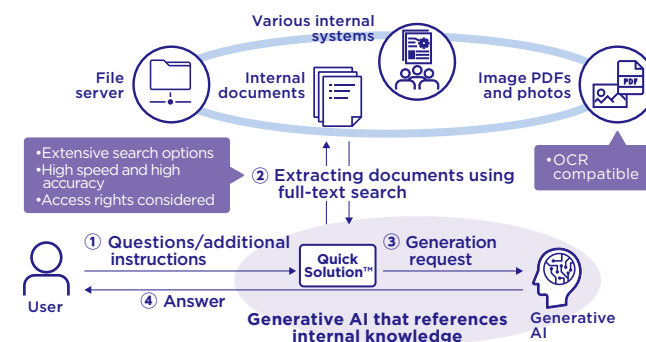 Various internal
systems
File
server
Internal
documents
Image PDFs
and photos
PDF
•Extensive search options
•High speed and high
accuracy
•Access rights considered
② Extracting documents using
full-text search
•OCR
compatible
① Questions/additional
instructions
Quick
Solution™
③ Generation
request
④ Answer
User
Generative AI that references
internal knowledge
Generative
AI